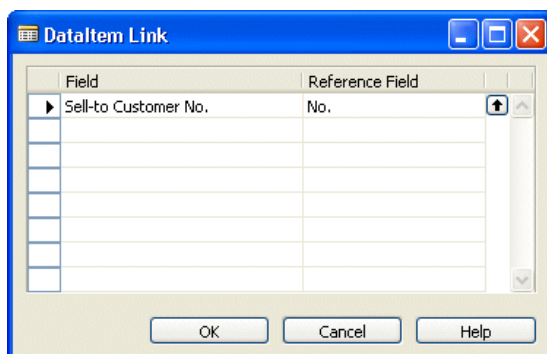 DataItem Link
Field Reference Field
Sell-to Customer No. No.
OK Cancel Help